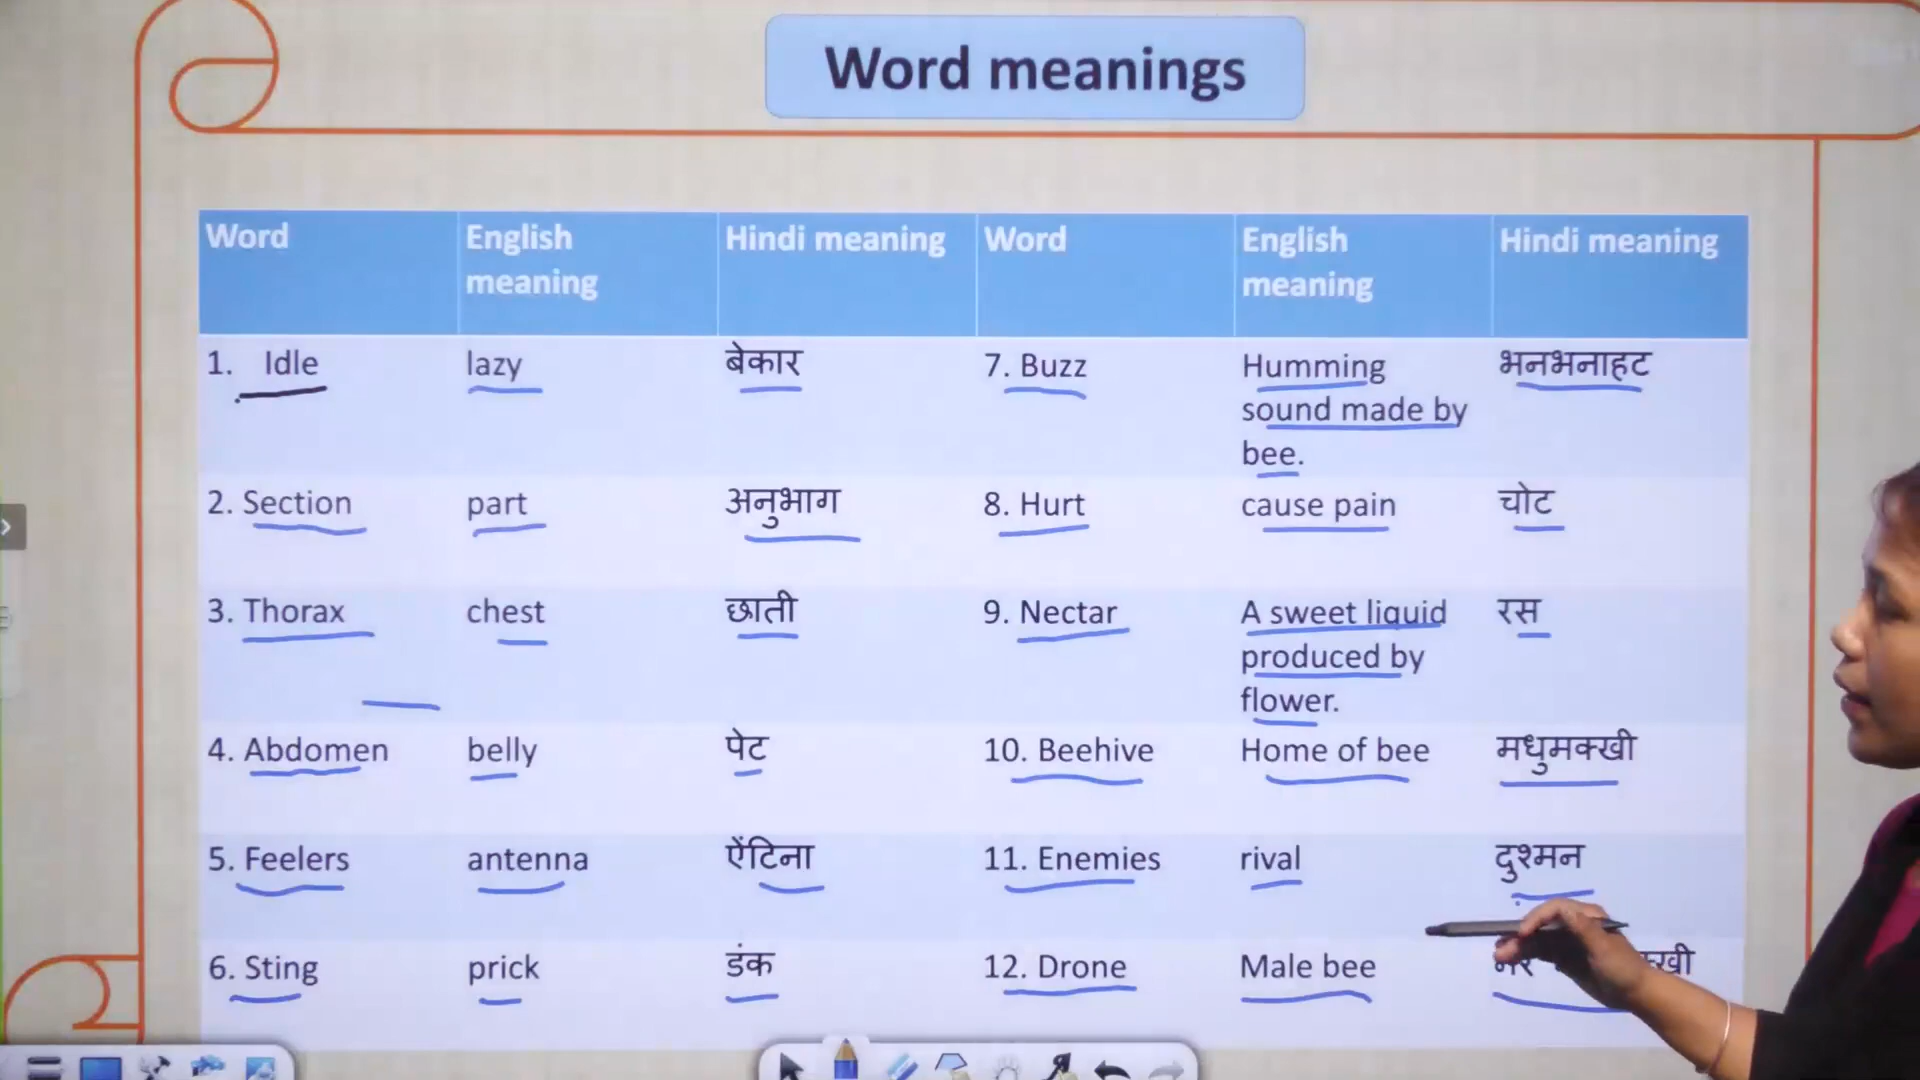 Word meanings
Word English meaning Hindi meaning Word English meaning Hindi meaning
1. Idle lazy बेकार 7. Buzz Humming sound made by bee. भनभनाहट
2. Section part अनुभाग 8. Hurt cause pain चोट
3. Thorax chest छाती 9. Nectar A sweet liquid produced by flower. रस
4. Abdomen belly पेट 10. Beehive Home of bee मधुमक्खी
5. Feelers antenna ऐंटिना 11. Enemies rival दुश्मन
6. Sting prick डंक 12. Drone Male bee